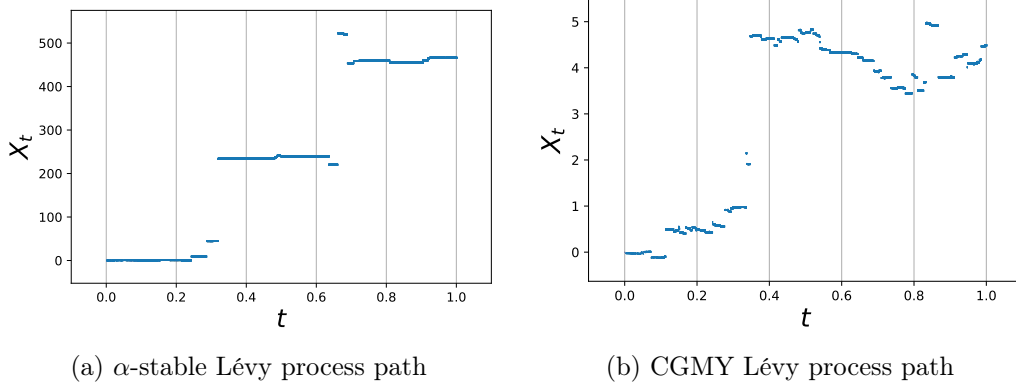 500
400
300
200
100
0
X_t
0.0 0.2 0.4 0.6 0.8 1.0
t
(a) α-stable Lévy process path
5
4
3
2
1
0
X_t
0.0 0.2 0.4 0.6 0.8 1.0
t
(b) CGMY Lévy process path